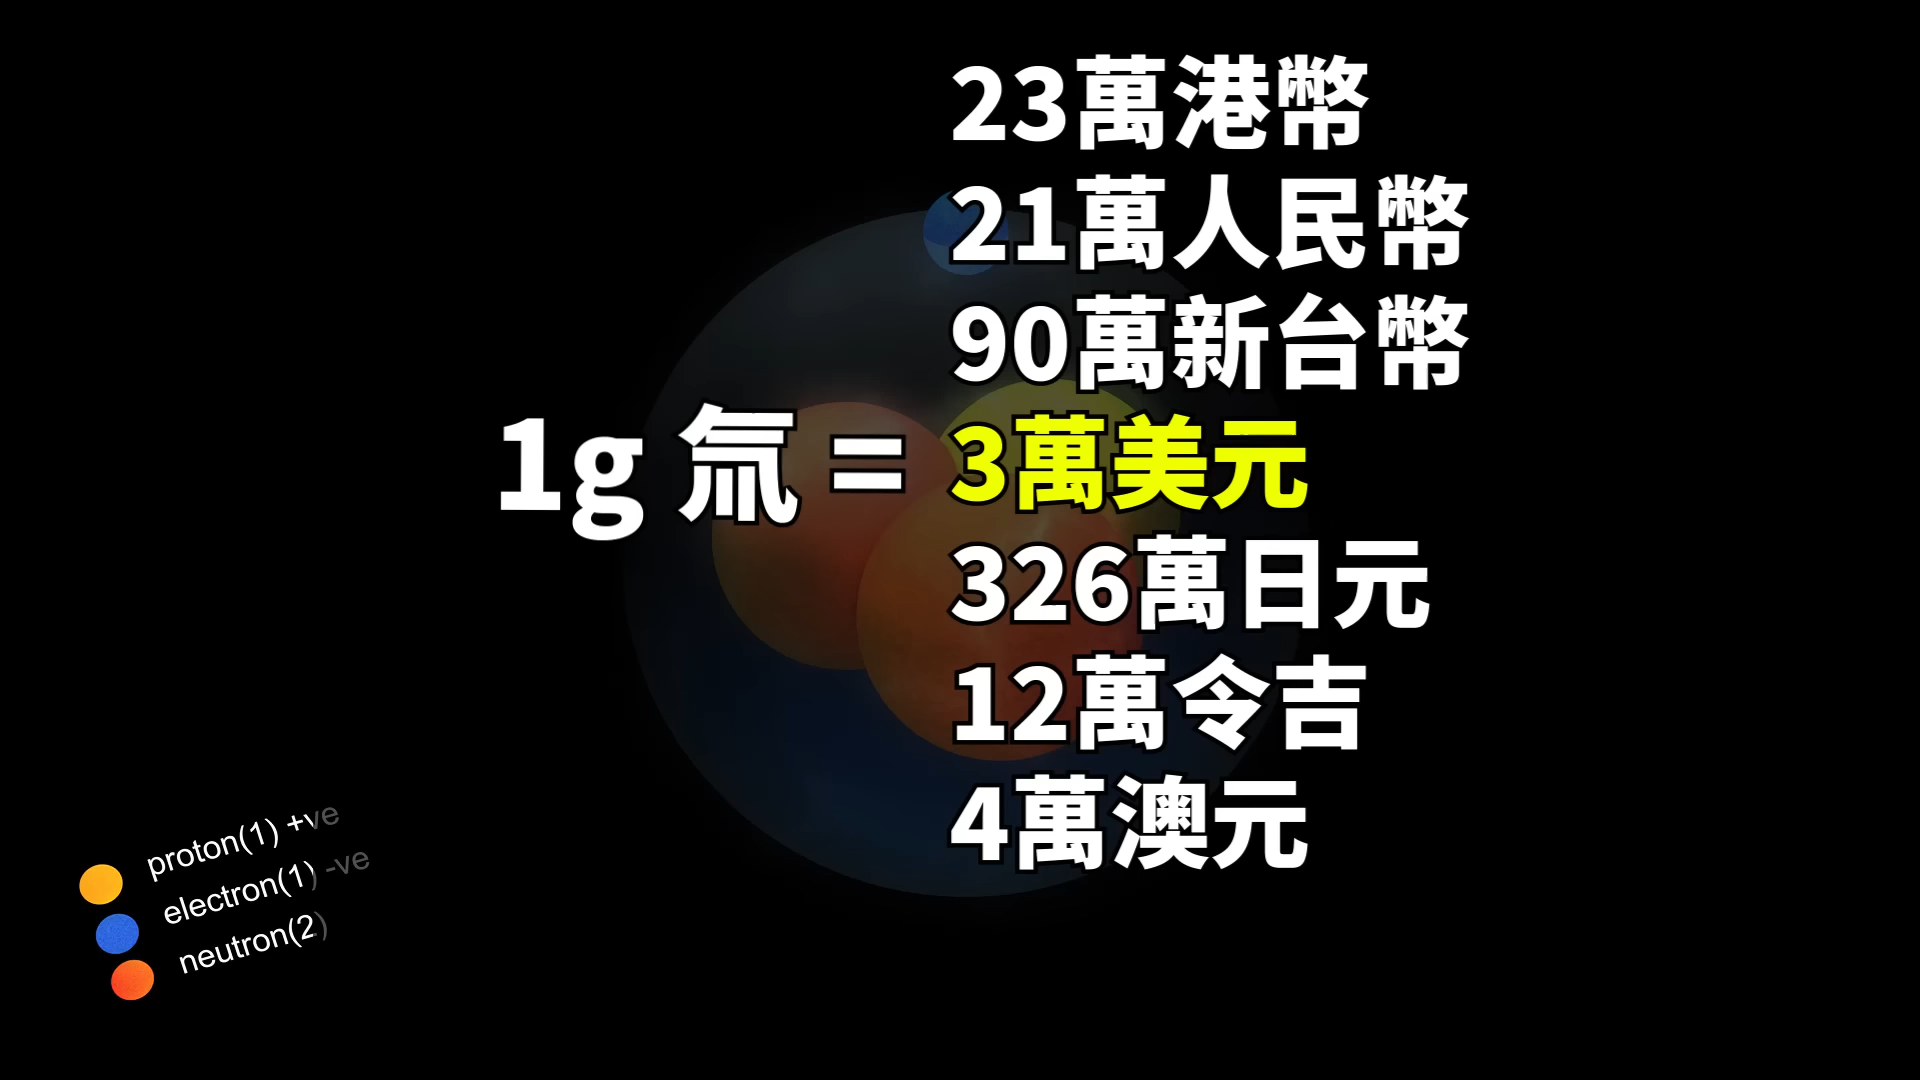 23萬港幣
21萬人民幣
90萬新台幣
1g 氚 = 3萬美元
326萬日元
12萬令吉
4萬澳元
proton(1) +ve
electron(1) -ve
neutron(2)